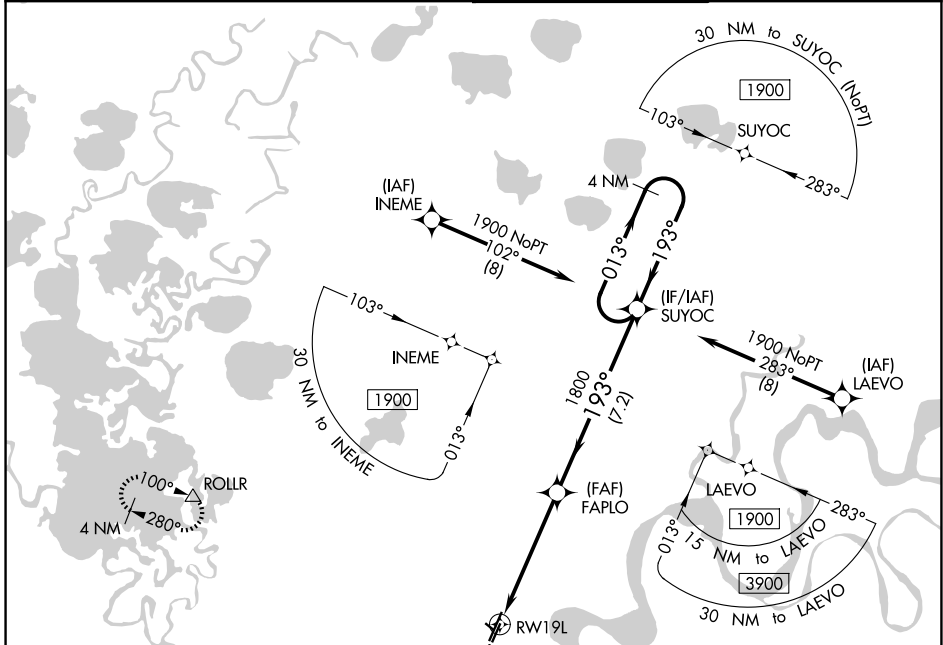 30 NM to SUYOC (NoPT)
1900
103°
SUYOC
283°
4 NM
013°
193°
(IAF)
INEME
1900 NoPT
102°
(8)
(IF/IAF)
SUYOC
103°
INEME
1900
013°
30 NM to INEME
1900 NoPT
283°
(8)
(IAF)
LAEVO
1800
193°
(7.2)
(FAF)
FAPLO
100°
ROLLR
280°
4 NM
LAEVO
1900
283°
013°
15 NM to LAEVO
3900
30 NM to LAEVO
RW19L